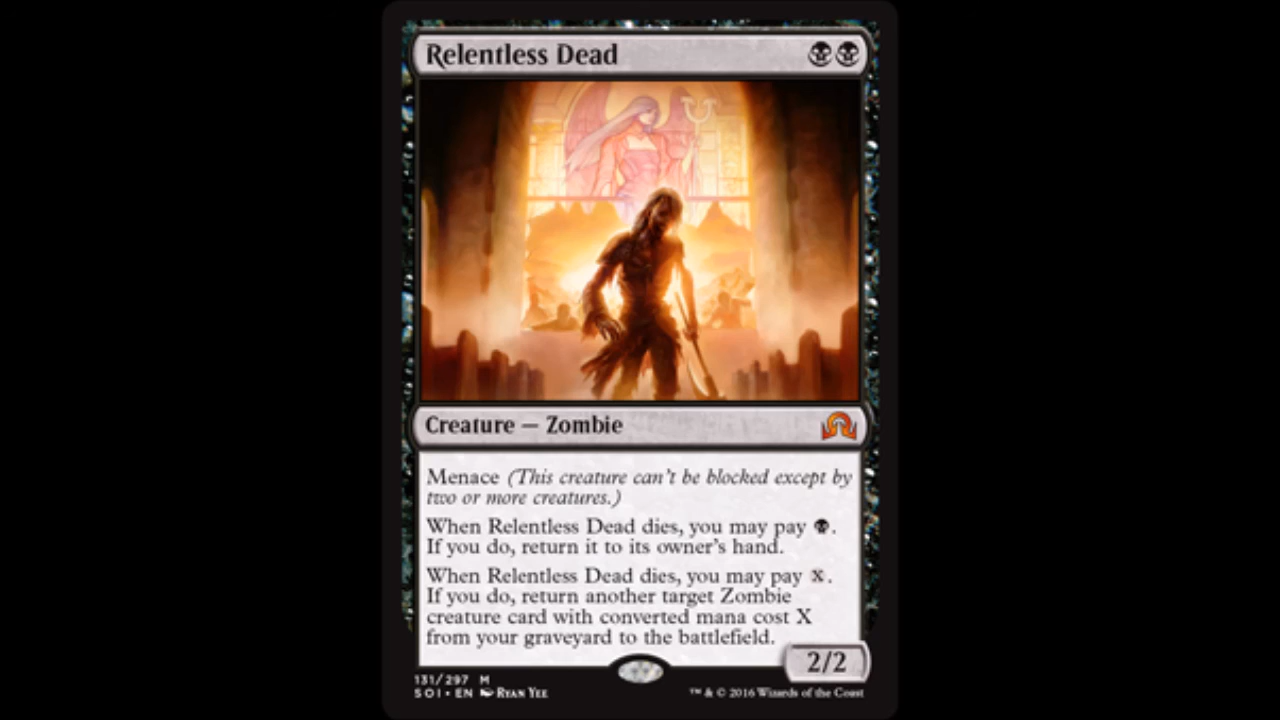 Relentless Dead
Creature — Zombie
Menace (This creature can't be blocked except by
two or more creatures.)
When Relentless Dead dies, you may pay .
If you do, return it to its owner's hand.
When Relentless Dead dies, you may pay X.
If you do, return another target Zombie
creature card with converted mana cost X
from your graveyard to the battlefield.
2/2
131/297 M
SOI • EN Ryan Yee
™ & © 2016 Wizards of the Coast